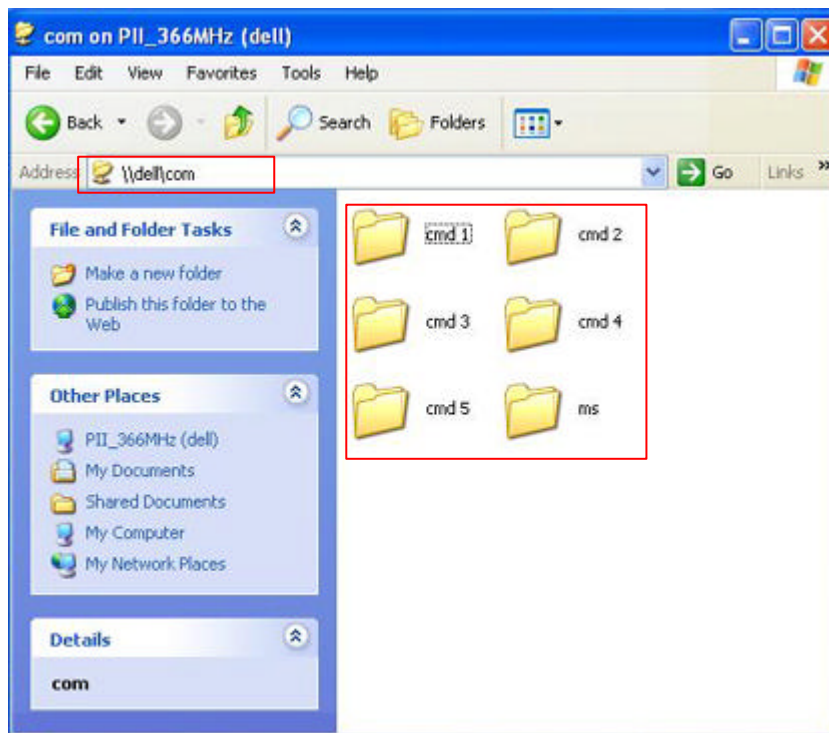 com on PII_366MHz (dell)
File Edit View Favorites Tools Help
Back Search Folders
Address \\dell\com Go Links »
File and Folder Tasks
Make a new folder
Publish this folder to the
Web
Other Places
PII_366MHz (dell)
My Documents
Shared Documents
My Computer
My Network Places
Details
com
cmd 1 cmd 2
cmd 3 cmd 4
cmd 5 ms